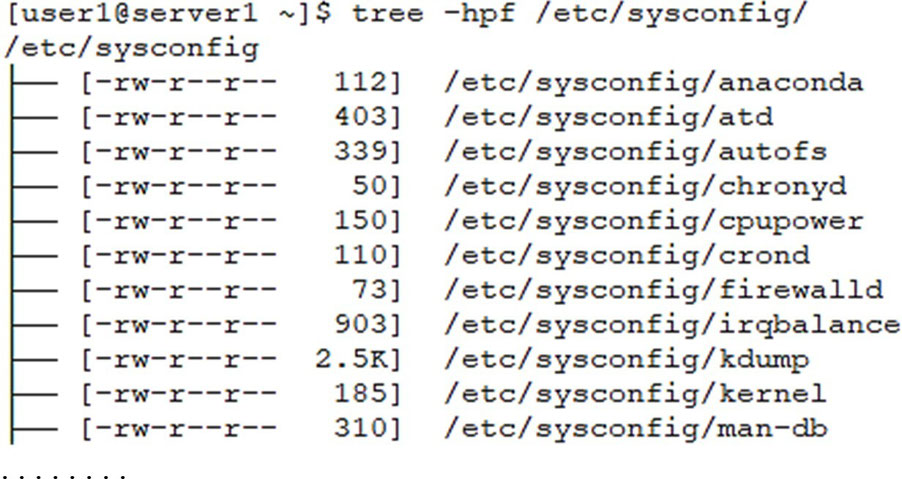 [user1@server1 ~]$ tree -hpf /etc/sysconfig/
/etc/sysconfig
├── [-rw-r--r--   112]  /etc/sysconfig/anaconda
├── [-rw-r--r--   403]  /etc/sysconfig/atd
├── [-rw-r--r--   339]  /etc/sysconfig/autofs
├── [-rw-r--r--    50]  /etc/sysconfig/chronyd
├── [-rw-r--r--   150]  /etc/sysconfig/cpupower
├── [-rw-r--r--   110]  /etc/sysconfig/crond
├── [-rw-r--r--    73]  /etc/sysconfig/firewalld
├── [-rw-r--r--   903]  /etc/sysconfig/irqbalance
├── [-rw-r--r--  2.5K]  /etc/sysconfig/kdump
├── [-rw-r--r--   185]  /etc/sysconfig/kernel
├── [-rw-r--r--   310]  /etc/sysconfig/man-db
. . . . . . . .